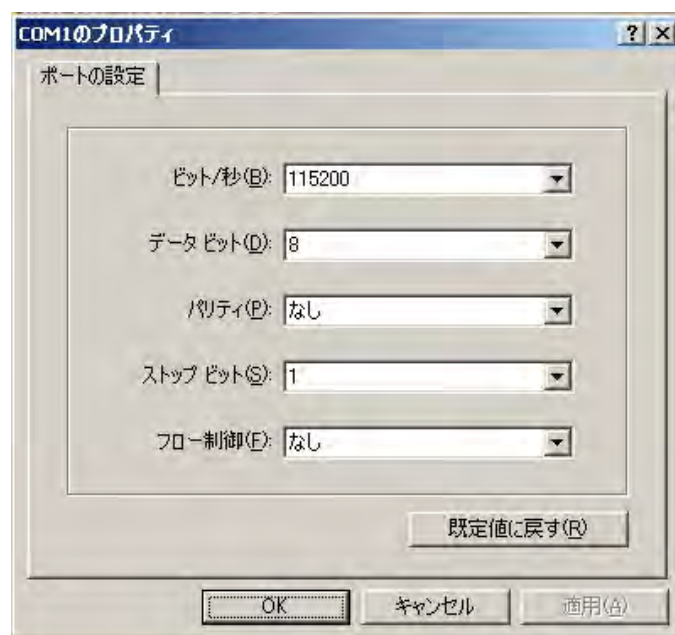 COM1のプロパティ
ポートの設定
ビット/秒(B): 115200
データ ビット(D): 8
パリティ(P): なし
ストップ ビット(S): 1
フロー制御(F): なし
既定値に戻す(R)
OK キャンセル 適用(A)